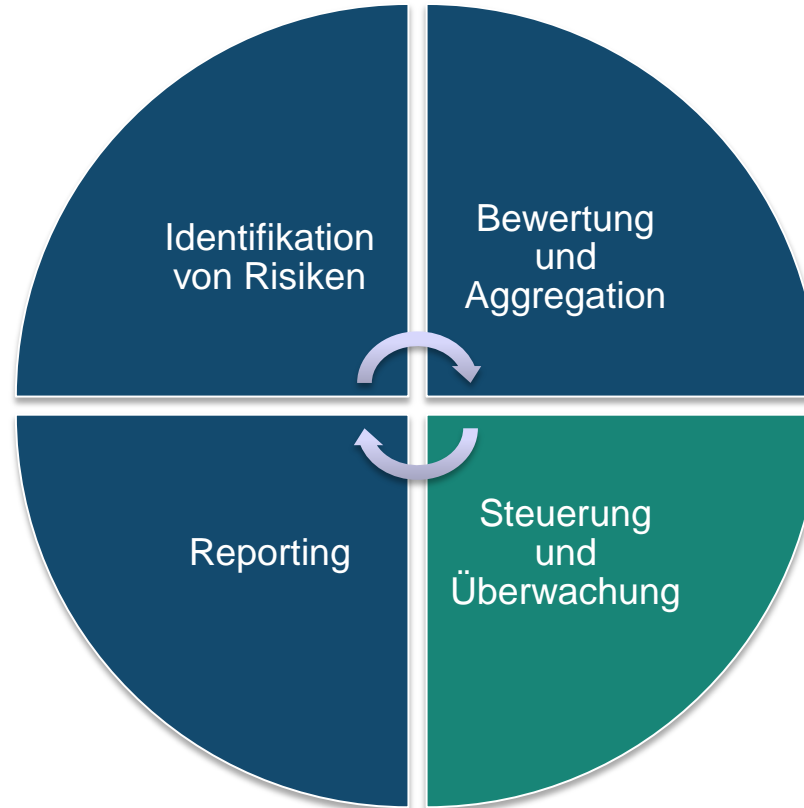 Identifikation
von Risiken
Bewertung
und
Aggregation
Reporting
Steuerung
und
Überwachung